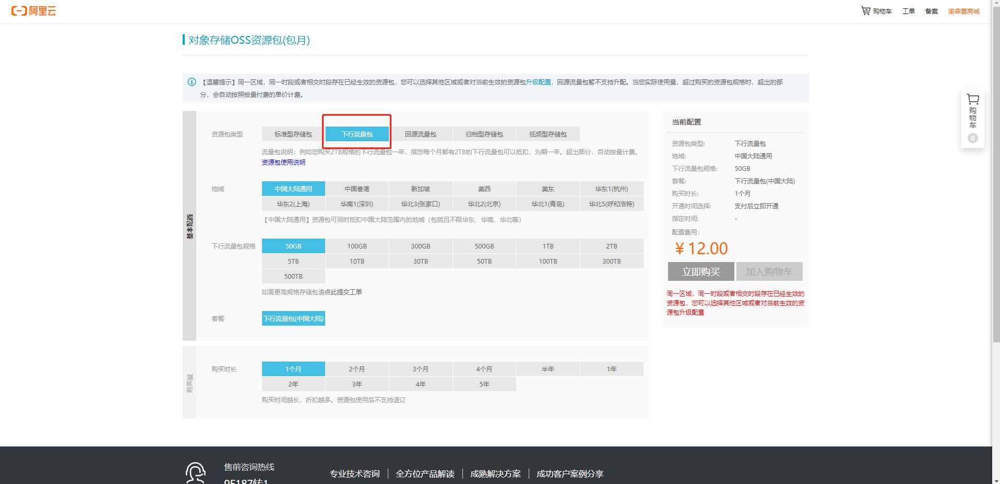 阿里云
购物车 工单 备案 渝森蓉商城
对象存储OSS资源包(包月)
【温馨提示】同一区域，同一时段或者相交时段存在已经生效的资源包，您可以选择其他区域或者对当前生效的资源包升级配置，回源流量包暂不支持升配。当您实际使用量，超过购买的资源包规格时，超出的部
分，会自动按照按量付费的单价计费。
基本配置
资源包类型 标准型存储包 下行流量包 回源流量包 归档型存储包 低频型存储包
流量包说明：例如您购买2TB规格的下行流量包一年，指您每个月都有2TB的下行流量包可以抵扣，为期一年。超出部分，自动按量计费。
资源包使用说明
地域 中国大陆通用 中国香港 新加坡 美西 美东 华东1(杭州)
华东2(上海) 华南1(深圳) 华北3(张家口) 华北2(北京) 华北1(青岛) 华北5(呼和浩特)
【中国大陆通用】资源包可同时抵扣中国大陆范围内的地域（包括且不限华东、华南、华北等）
下行流量包规格 50GB 100GB 300GB 500GB 1TB 2TB
5TB 10TB 30TB 50TB 100TB 300TB
500TB
如需更高规格存储包请点此提交工单
套餐 下行流量包(中国大陆)
购买量
购买时长 1个月 2个月 3个月 4个月 半年 1年
2年 3年 4年 5年
购买时间越长，折扣越多。资源包使用后不支持退订
当前配置
资源包类型: 下行流量包
地域: 中国大陆通用
下行流量包规格: 50GB
套餐: 下行流量包(中国大陆)
购买时长: 1个月
开通时间选择: 支付后立即开通
指定时间: -
配置费用:
￥12.00
立即购买 加入购物车
同一区域，同一时段或者相交时段存在已经生效的
资源包，您可以选择其他区域或者对当前生效的资
源包升级配置
购物车
0
售前咨询热线
95187转1
专业技术咨询 全方位产品解读 成熟解决方案 成功客户案例分享